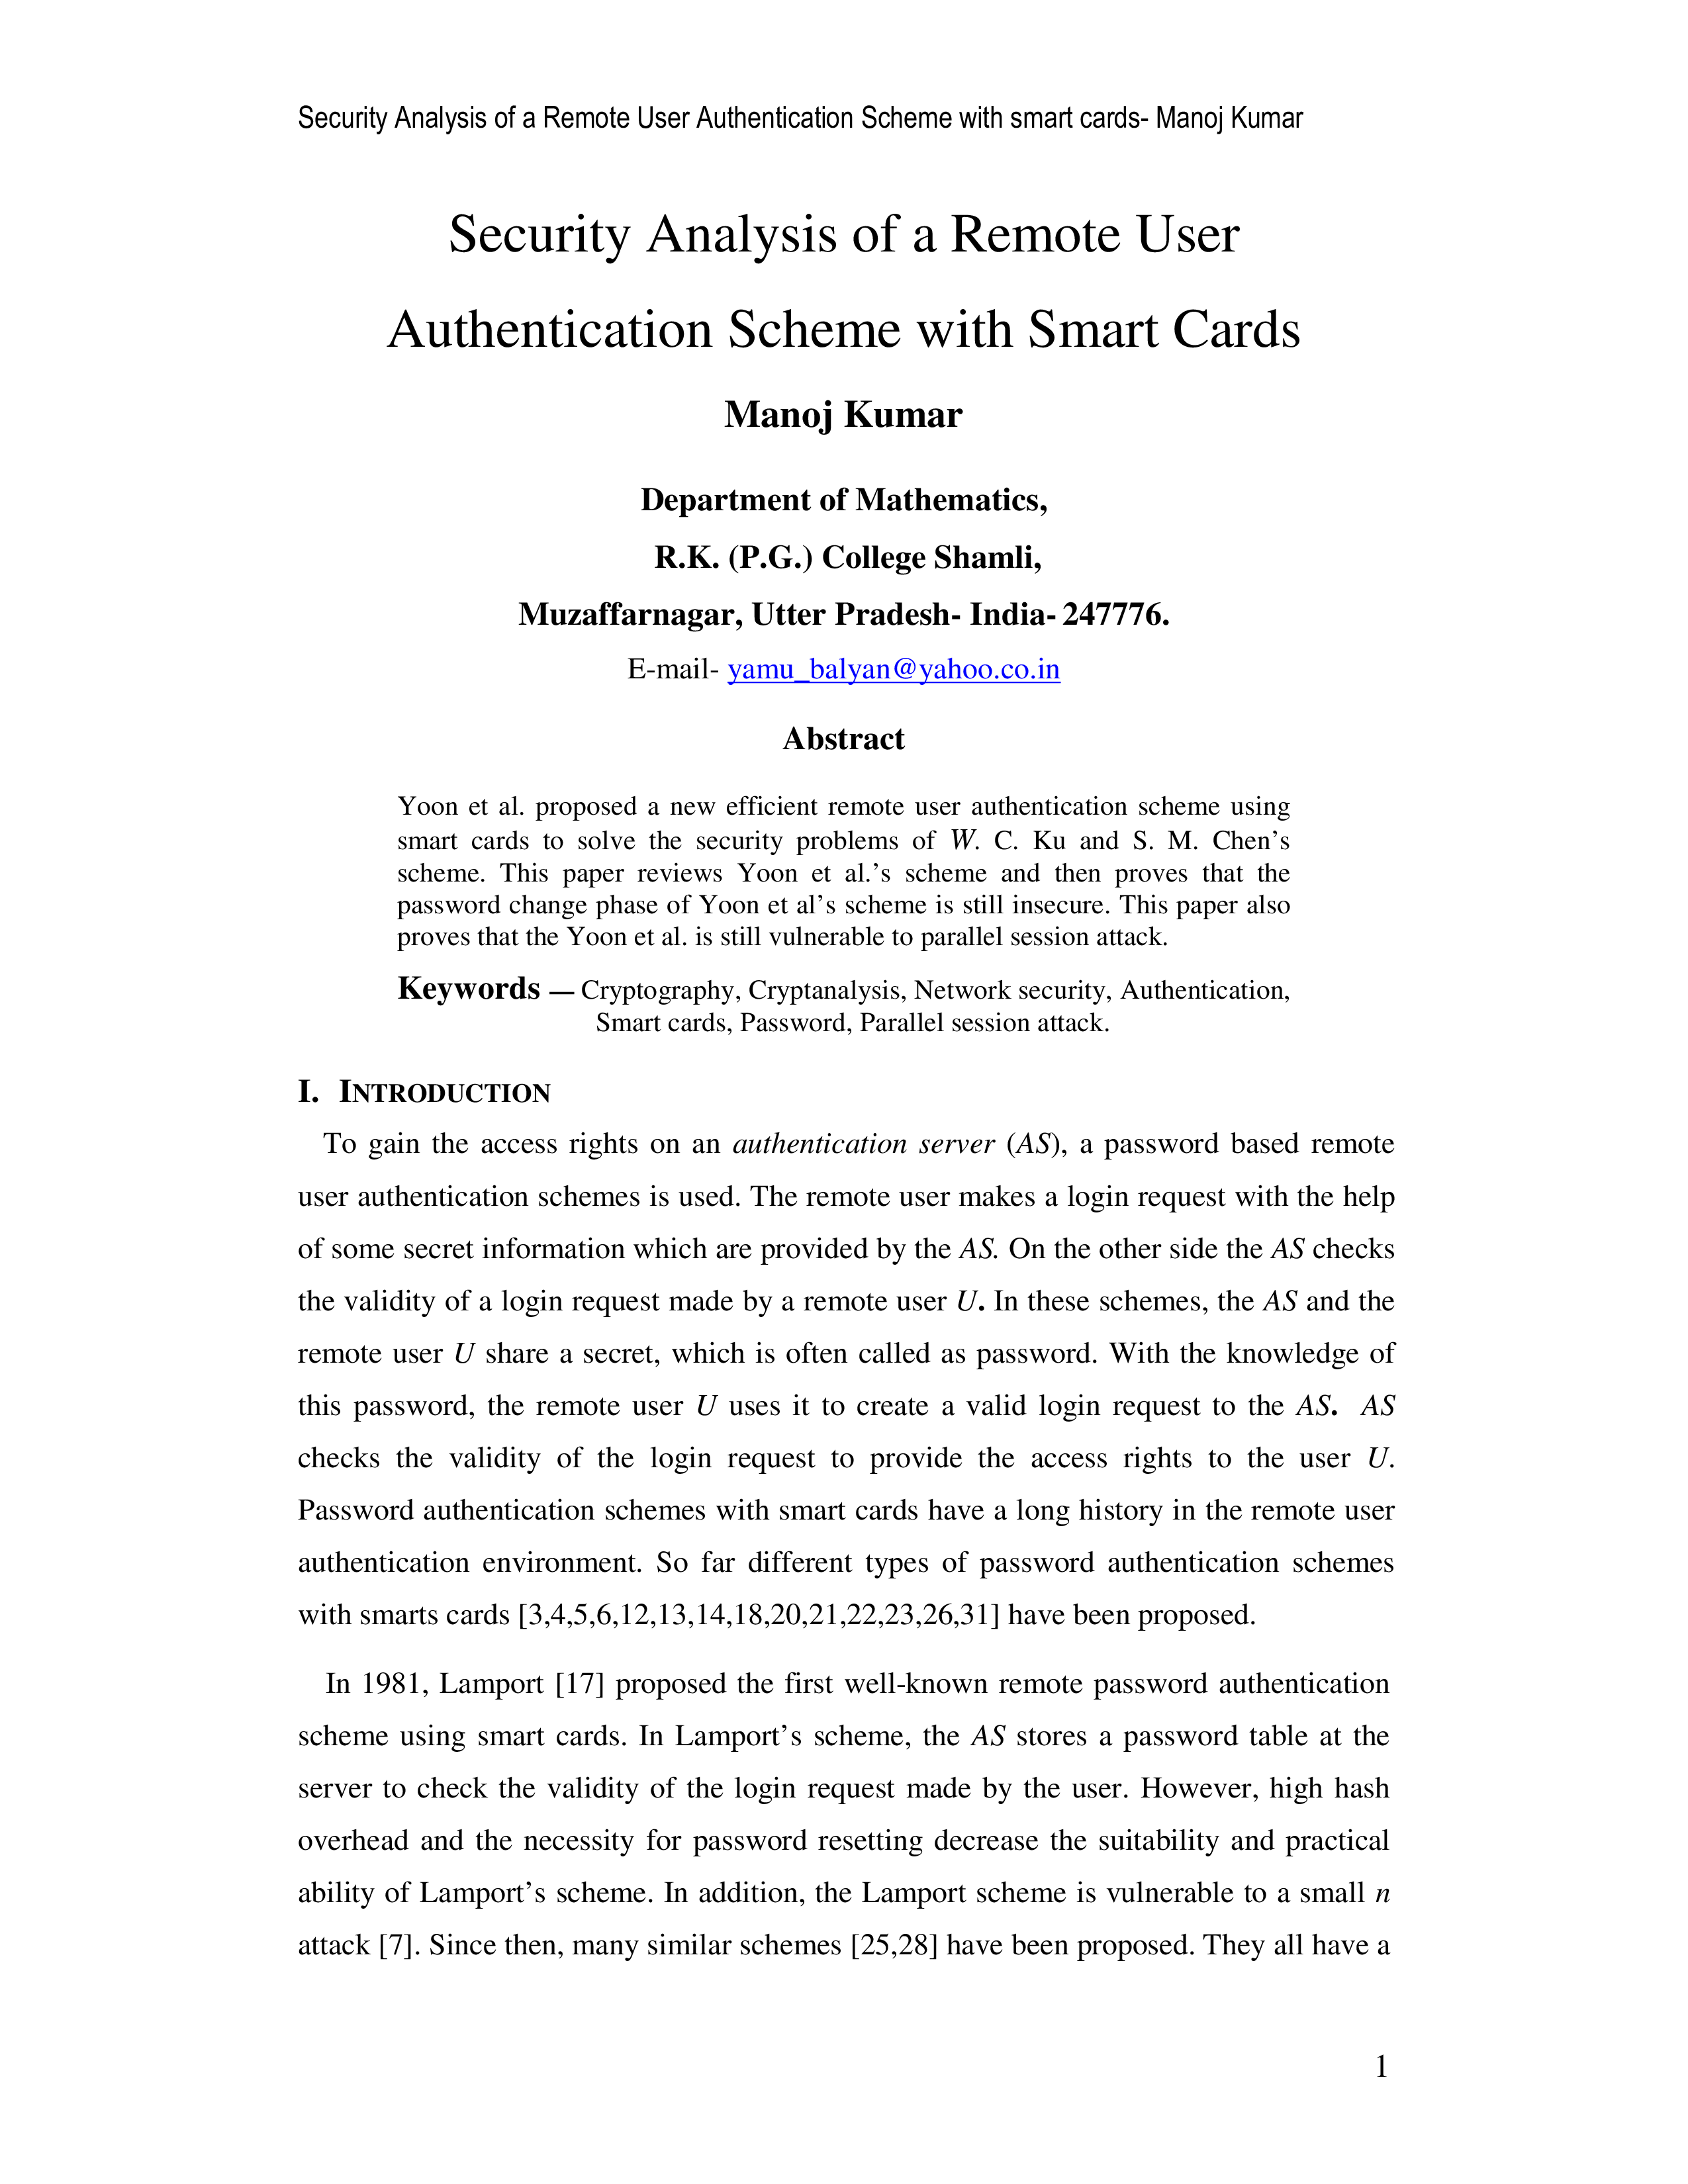 Security Analysis of a Remote User Authentication Scheme with smart cards- Manoj Kumar
Security Analysis of a Remote User
Authentication Scheme with Smart Cards
Manoj Kumar
Department of Mathematics,
R.K. (P.G.) College Shamli,
Muzaffarnagar, Utter Pradesh- India- 247776.
E-mail- yamu_balyan@yahoo.co.in
Abstract
Yoon et al. proposed a new efficient remote user authentication scheme using
smart cards to solve the security problems of W. C. Ku and S. M. Chen's
scheme. This paper reviews Yoon et al.'s scheme and then proves that the
password change phase of Yoon et al's scheme is still insecure. This paper also
proves that the Yoon et al. is still vulnerable to parallel session attack.
Keywords — Cryptography, Cryptanalysis, Network security, Authentication,
Smart cards, Password, Parallel session attack.
I. INTRODUCTION
To gain the access rights on an authentication server (AS), a password based remote
user authentication schemes is used. The remote user makes a login request with the help
of some secret information which are provided by the AS. On the other side the AS checks
the validity of a login request made by a remote user U. In these schemes, the AS and the
remote user U share a secret, which is often called as password. With the knowledge of
this password, the remote user U uses it to create a valid login request to the AS. AS
checks the validity of the login request to provide the access rights to the user U.
Password authentication schemes with smart cards have a long history in the remote user
authentication environment. So far different types of password authentication schemes
with smarts cards [3,4,5,6,12,13,14,18,20,21,22,23,26,31] have been proposed.
In 1981, Lamport [17] proposed the first well-known remote password authentication
scheme using smart cards. In Lamport's scheme, the AS stores a password table at the
server to check the validity of the login request made by the user. However, high hash
overhead and the necessity for password resetting decrease the suitability and practical
ability of Lamport's scheme. In addition, the Lamport scheme is vulnerable to a small n
attack [7]. Since then, many similar schemes [25,28] have been proposed. They all have a
1